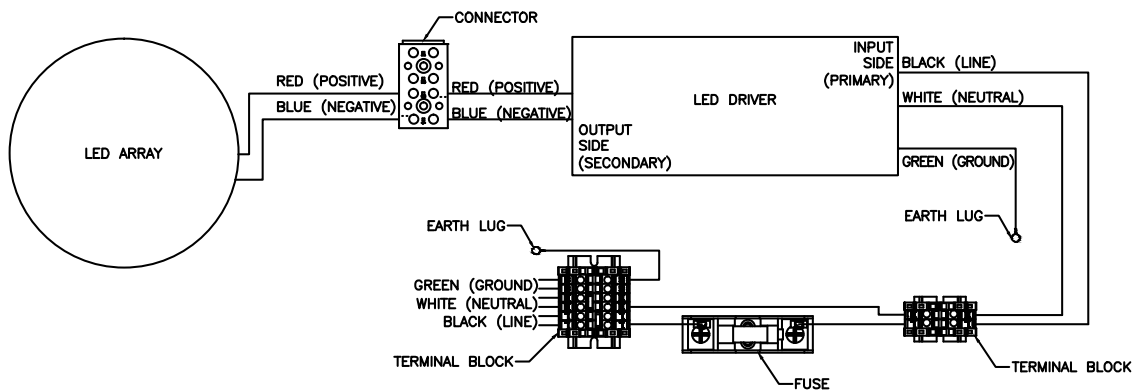 CONNECTOR
RED (POSITIVE)
BLUE (NEGATIVE)
RED (POSITIVE)
BLUE (NEGATIVE)
LED ARRAY
LED DRIVER
INPUT
SIDE
(PRIMARY)
OUTPUT
SIDE
(SECONDARY)
BLACK (LINE)
WHITE (NEUTRAL)
GREEN (GROUND)
EARTH LUG
EARTH LUG
GREEN (GROUND)
WHITE (NEUTRAL)
BLACK (LINE)
TERMINAL BLOCK
FUSE
TERMINAL BLOCK